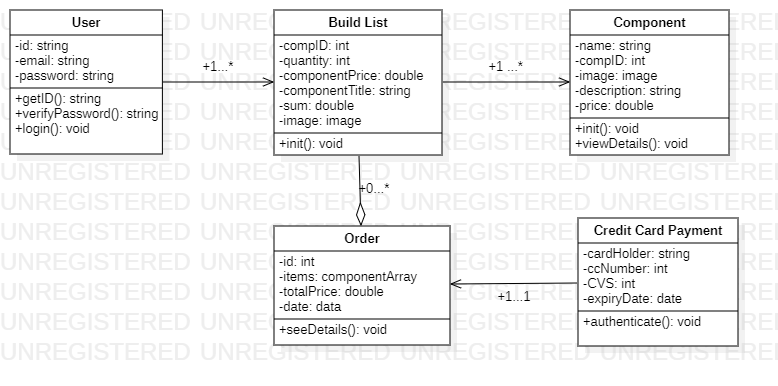 User
-id: string
-email: string
-password: string
+getID(): string
+verifyPassword(): string
+login(): void
+1...*
Build List
-compID: int
-quantity: int
-componentPrice: double
-componentTitle: string
-sum: double
-image: image
+init(): void
+1 ...*
Component
-name: string
-compID: int
-image: image
-description: string
-price: double
+init(): void
+viewDetails(): void
+0...*
Order
-id: int
-items: componentArray
-totalPrice: double
-date: data
+seeDetails(): void
+1...1
Credit Card Payment
-cardHolder: string
-ccNumber: int
-CVS: int
-expiryDate: date
+authenticate(): void
UNREGISTERED UNREGISTERED UNREGISTERED UNREGISTERED